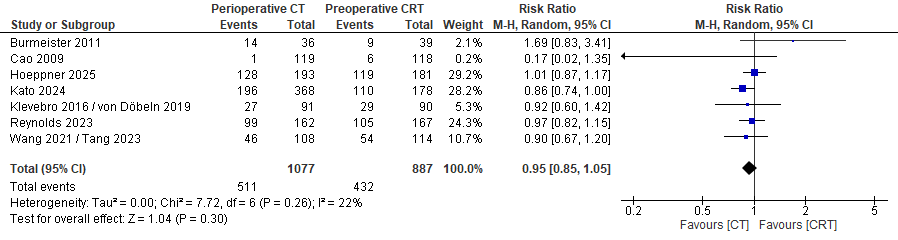 Perioperative CT Preoperative CRT Risk Ratio Risk Ratio
Study or Subgroup Events Total Events Total Weight M-H, Random, 95% CI M-H, Random, 95% CI
Burmeister 2011 14 36 9 39 2.1% 1.69 [0.83, 3.41]
Cao 2009 1 119 6 118 0.2% 0.17 [0.02, 1.35]
Hoeppner 2025 128 193 119 181 29.2% 1.01 [0.87, 1.17]
Kato 2024 196 368 110 178 28.2% 0.86 [0.74, 1.00]
Klevebro 2016 / von Döbeln 2019 27 91 29 90 5.3% 0.92 [0.60, 1.42]
Reynolds 2023 99 162 105 167 24.3% 0.97 [0.82, 1.15]
Wang 2021 / Tang 2023 46 108 54 114 10.7% 0.90 [0.67, 1.20]
Total (95% CI) 1077 887 100.0% 0.95 [0.85, 1.05]
Total events 511 432
Heterogeneity: Tau² = 0.00; Chi² = 7.72, df = 6 (P = 0.26); I² = 22%
Test for overall effect: Z = 1.04 (P = 0.30)
0.2 0.5 1 2 5
Favours [CT] Favours [CRT]